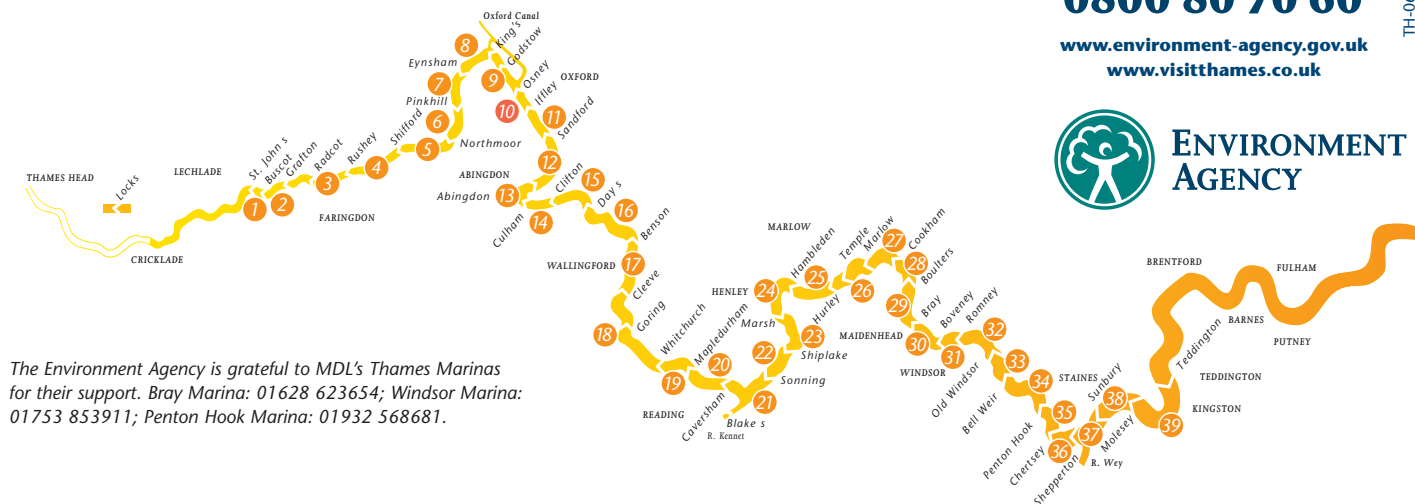 0800 80 70 60
TH-06
www.environment-agency.gov.uk
www.visitthames.co.uk
ENVIRONMENT
AGENCY
Oxford Canal
King's
Godstow
8
Eynsham
7
9
Osney
OXFORD
Pinkhill
10
Iffley
6
11
Sandford
Shifford
5
Northmoor
St. John s
Buscot
Grafton
Radcot
Rushey
4
3
2
1
LECHLADE
THAMES HEAD
Locks
FARINGDON
CRICKLADE
12
ABINGDON
Abingdon
13
Clifton
15
Culham
14
Day s
16
Benson
WALLINGFORD
17
Cleeve
18
Goring
Whitchurch
19
Mapledurham
20
READING
Caversham
21
Blake s
R. Kennet
22
Sonning
23
Shiplake
Marsh
HENLEY
24
MARLOW
Hambleden
25
Hurley
Temple
26
Marlow
27
Cookham
28
Boulters
29
MAIDENHEAD
Bray
30
Boveney
WINDSOR
31
Romney
32
Old Windsor
33
Bell Weir
34
STAINES
Penton Hook
35
Chertsey
36
Shepperton
37
R. Wey
Sunbury
38
Molesey
39
Teddington
TEDDINGTON
KINGSTON
BRENTFORD
FULHAM
BARNES
PUTNEY
The Environment Agency is grateful to MDL's Thames Marinas
for their support. Bray Marina: 01628 623654; Windsor Marina:
01753 853911; Penton Hook Marina: 01932 568681.